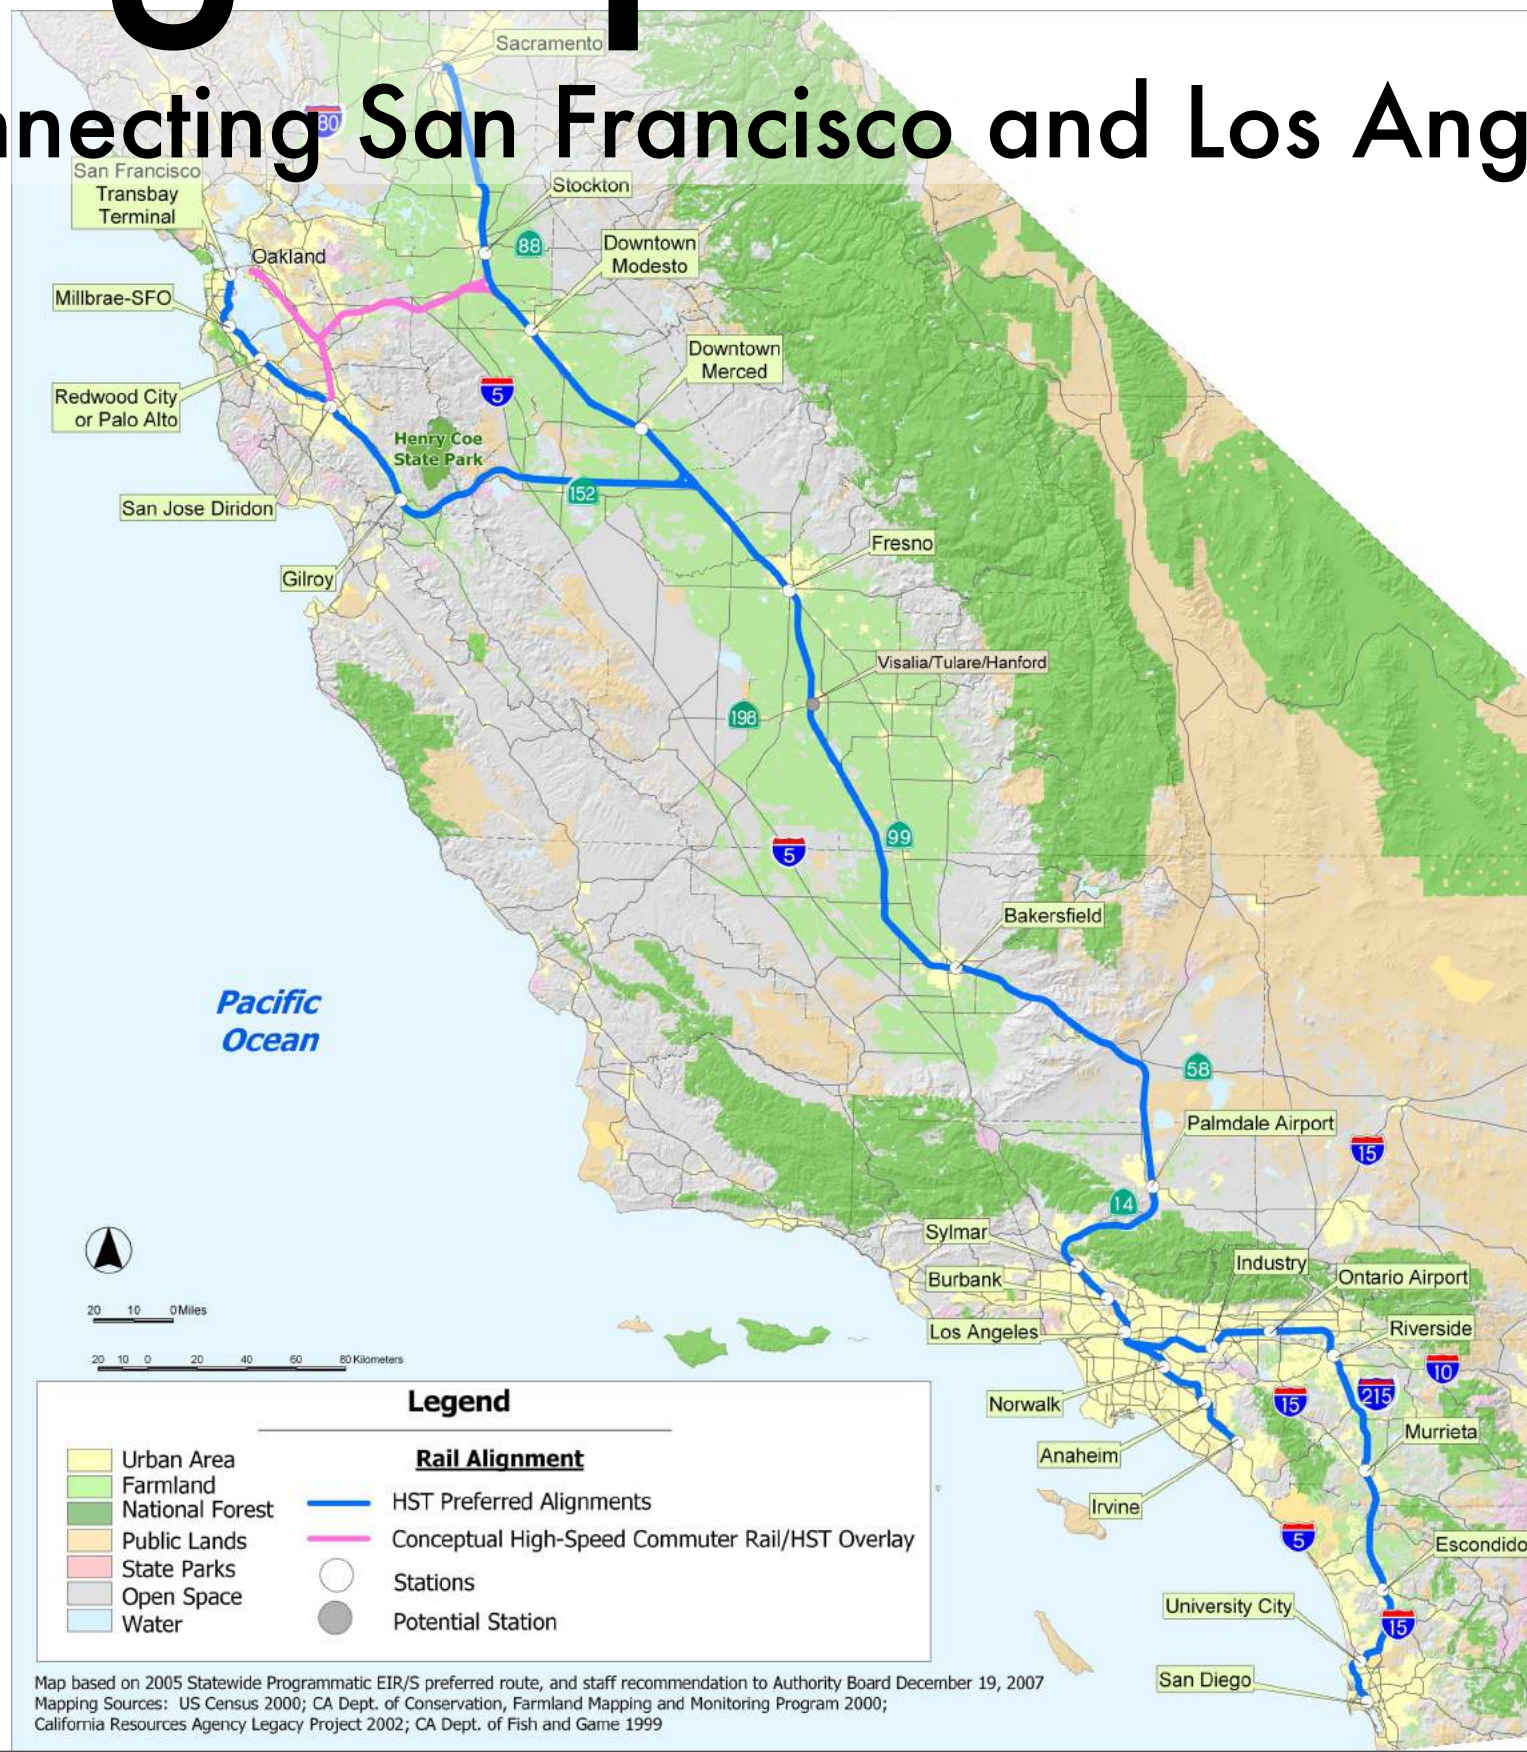 nnecting San Francisco and Los Ang
Sacramento
80
San Francisco
Transbay
Terminal
Stockton
88
Downtown
Modesto
Oakland
Millbrae-SFO
Downtown
Merced
Redwood City
or Palo Alto
5
Henry Coe
State Park
152
San Jose Diridon
Fresno
Gilroy
Visalia/Tulare/Hanford
198
99
5
Bakersfield
Pacific
Ocean
58
Palmdale Airport
15
14
Sylmar
Industry
Burbank
Ontario Airport
Los Angeles
Riverside
10
Norwalk
15
215
Murrieta
Anaheim
Irvine
5
Escondido
University City
15
San Diego
20 10 0 Miles
20 10 0 20 40 60 80 Kilometers
Legend
Urban Area
Farmland
National Forest
Public Lands
State Parks
Open Space
Water
Rail Alignment
HST Preferred Alignments
Conceptual High-Speed Commuter Rail/HST Overlay
Stations
Potential Station
Map based on 2005 Statewide Programmatic EIR/S preferred route, and staff recommendation to Authority Board December 19, 2007
Mapping Sources: US Census 2000; CA Dept. of Conservation, Farmland Mapping and Monitoring Program 2000;
California Resources Agency Legacy Project 2002; CA Dept. of Fish and Game 1999